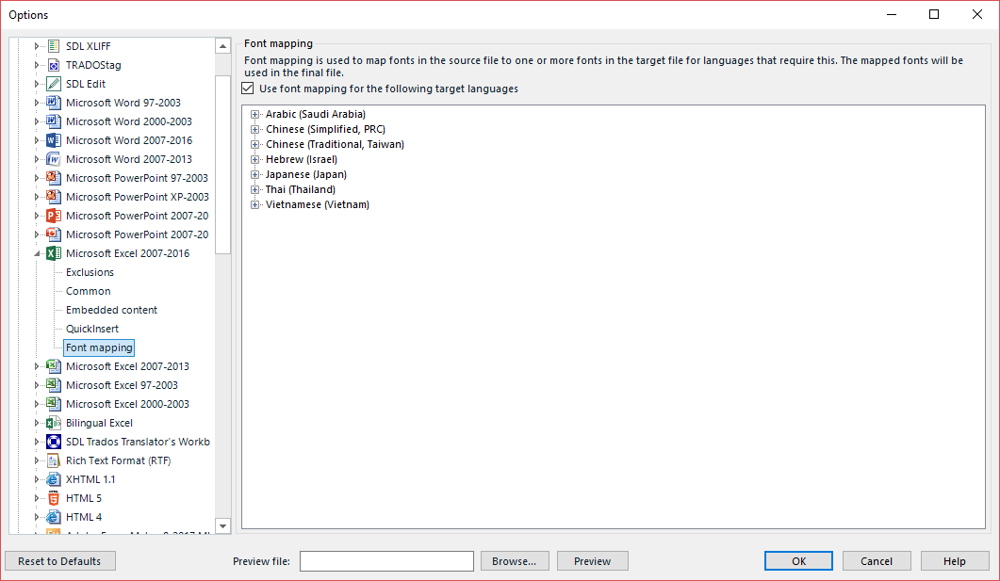 Options
SDL XLIFF
TRADOStag
SDL Edit
Microsoft Word 97-2003
Microsoft Word 2000-2003
Microsoft Word 2007-2016
Microsoft Word 2007-2013
Microsoft PowerPoint 97-2003
Microsoft PowerPoint XP-2003
Microsoft PowerPoint 2007-20
Microsoft PowerPoint 2007-20
Microsoft Excel 2007-2016
Exclusions
Common
Embedded content
QuickInsert
Font mapping
Microsoft Excel 2007-2013
Microsoft Excel 97-2003
Microsoft Excel 2000-2003
Bilingual Excel
SDL Trados Translator's Workb
Rich Text Format (RTF)
XHTML 1.1
HTML 5
HTML 4
Font mapping
Font mapping is used to map fonts in the source file to one or more fonts in the target file for languages that require this. The mapped fonts will be
used in the final file.
Use font mapping for the following target languages
Arabic (Saudi Arabia)
Chinese (Simplified, PRC)
Chinese (Traditional, Taiwan)
Hebrew (Israel)
Japanese (Japan)
Thai (Thailand)
Vietnamese (Vietnam)
Reset to Defaults
Preview file:
Browse...
Preview
OK
Cancel
Help